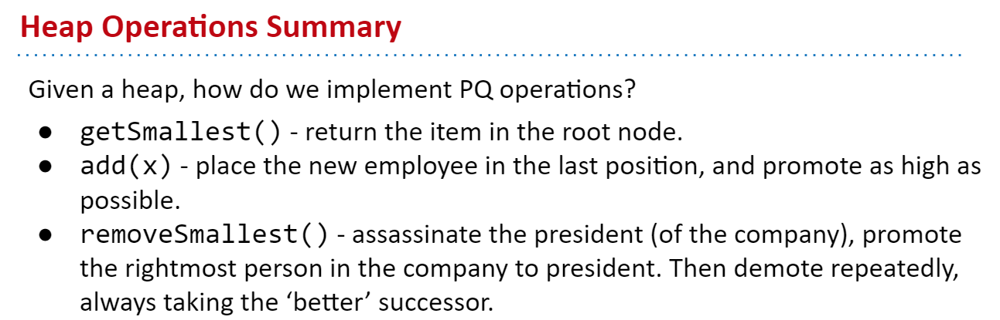 Heap Operations Summary
Given a heap, how do we implement PQ operations?
● getSmallest() - return the item in the root node.
● add(x) - place the new employee in the last position, and promote as high as
possible.
● removeSmallest() - assassinate the president (of the company), promote
the rightmost person in the company to president. Then demote repeatedly,
always taking the ‘better’ successor.